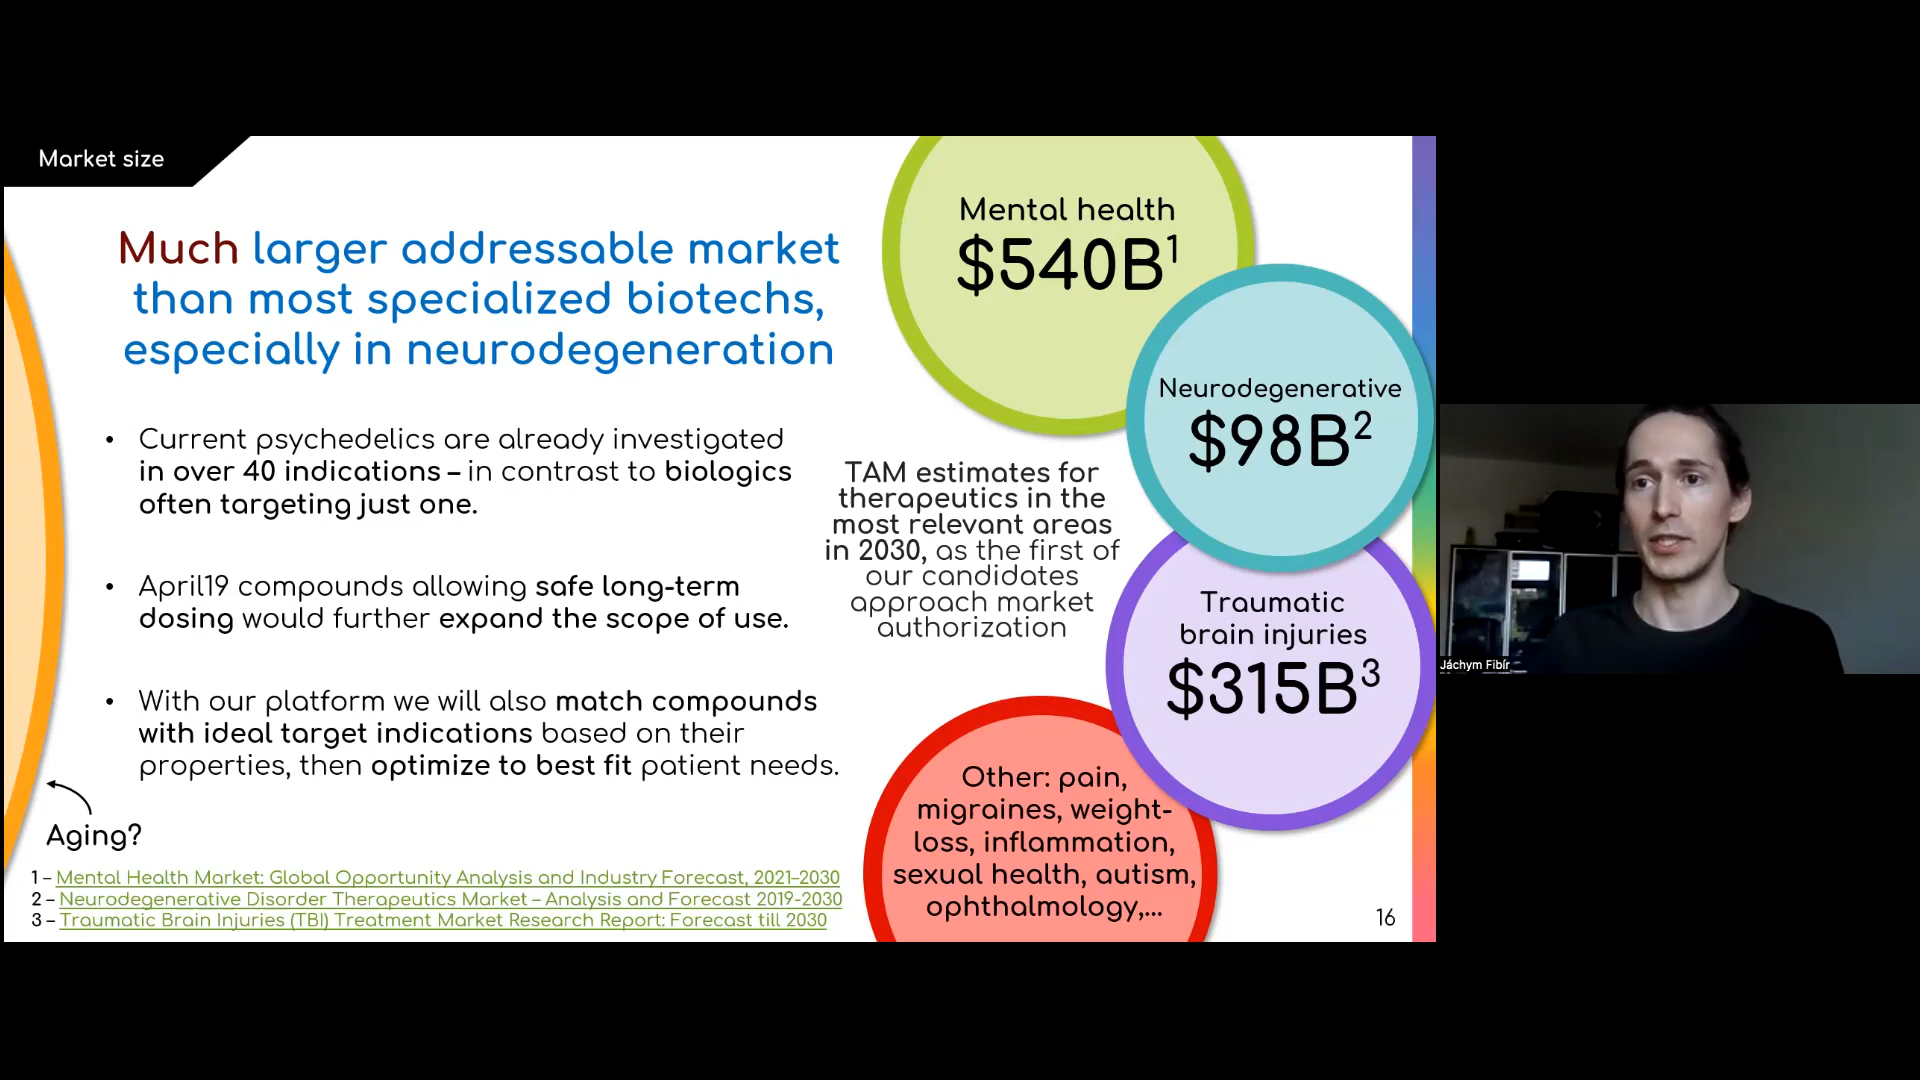 Market size
Much larger addressable market
than most specialized biotechs,
especially in neurodegeneration
• Current psychedelics are already investigated
in over 40 indications – in contrast to biologics
often targeting just one.
• April19 compounds allowing safe long-term
dosing would further expand the scope of use.
• With our platform we will also match compounds
with ideal target indications based on their
properties, then optimize to best fit patient needs.
Aging?
1 – Mental Health Market: Global Opportunity Analysis and Industry Forecast, 2021–2030
2 – Neurodegenerative Disorder Therapeutics Market – Analysis and Forecast 2019-2030
3 – Traumatic Brain Injuries (TBI) Treatment Market Research Report: Forecast till 2030
Mental health
$540B1
Neurodegenerative
$98B2
TAM estimates for
therapeutics in the
most relevant areas
in 2030, as the first of
our candidates
approach market
authorization
Traumatic
brain injuries
$315B3
Other: pain,
migraines, weight-
loss, inflammation,
sexual health, autism,
ophthalmology,...
16
Jáchym Fibír